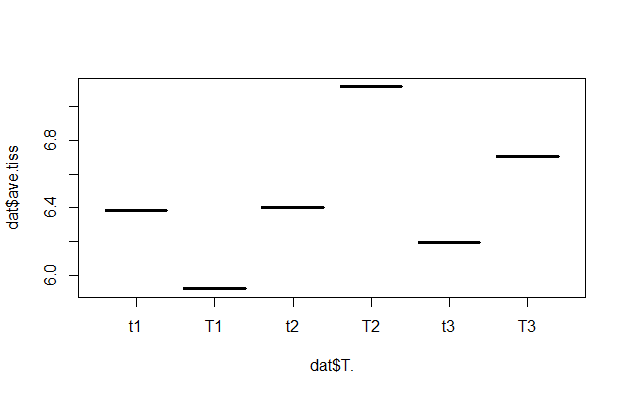 dat$ave.tiss
6.8
6.4
6.0
t1 T1 t2 T2 t3 T3
dat$T.